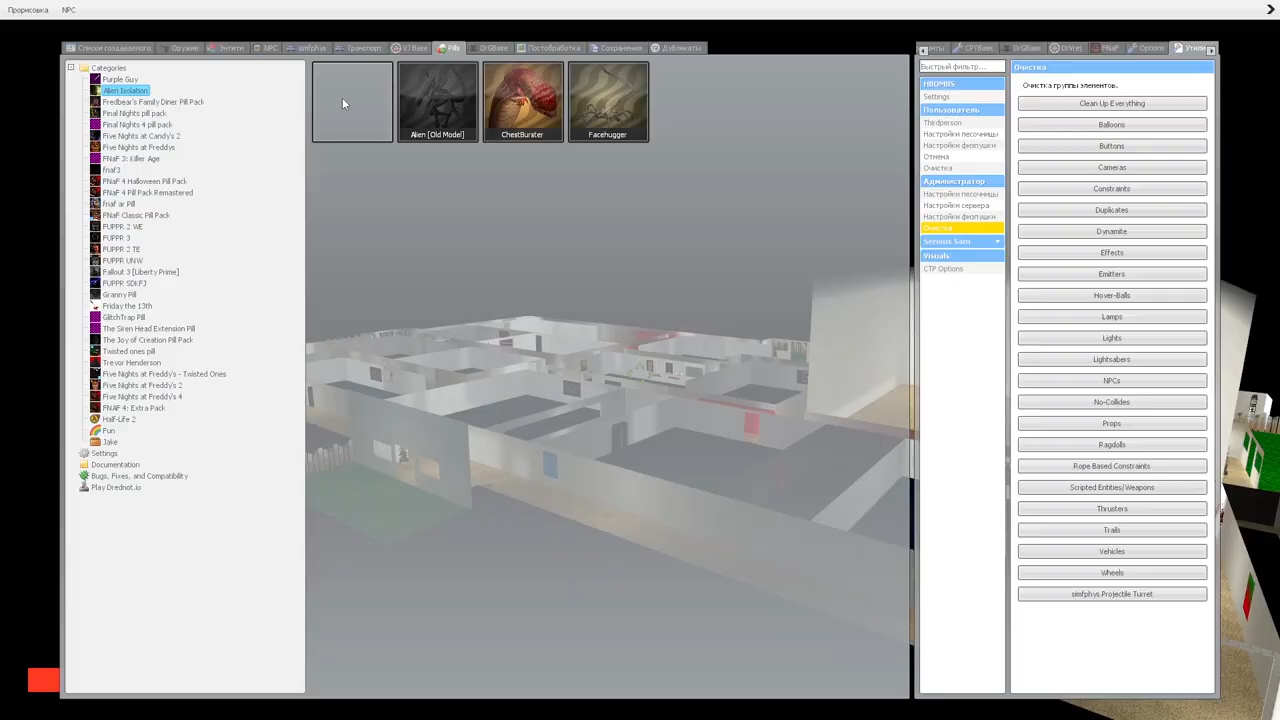 Прорисовка NPC
Списки создаваемого
Оружие
Энтити
NPC
simfphys
Транспорт
VJ Base
Pills
DrGBase
Постобработка
Сохранения
Дубликаты
Categories
Purple Guy
Alien Isolation
Fredbear's Family Diner Pill Pack
Final Nights pill pack
Final Nights 4 pill pack
Five Nights at Candy's 2
Five Nights at Freddys
FNaF 3: Killer Age
fnaf3
FNaF 4 Halloween Pill Pack
FNaF 4 Pill Pack Remastered
fnaf ar Pill
FNaF Classic Pill Pack
FUPPR 2 WE
FUPPR 3
FUPPR 2 TE
FUPPR UNW
Fallout 3 [Liberty Prime]
FUPPR SDKFJ
Granny Pill
Friday the 13th
GlitchTrap Pill
The Siren Head Extension Pill
The Joy of Creation Pill Pack
Twisted ones pill
Trevor Henderson
Five Nights at Freddy's - Twisted Ones
Five Nights at Freddy's 2
Five Nights at Freddy's 4
FNAF 4: Extra Pack
Half-Life 2
Fun
Jake
Settings
Documentation
Bugs, Fixes, and Compatibility
Play Drednot.io
Alien [Old Model]
ChestBurster
Facehugger
CPTBase
DrGBase
DrVrej
FNaF
Options
Утили
Быстрый фильтр...
HBOMBS
Settings
Пользователь
Thirdperson
Настройки песочницы
Настройки физпушки
Отмена
Очистка
Администратор
Настройки песочницы
Настройки сервера
Настройки физпушки
Очистка
Serious Sam
Visuals
CTP Options
Очистка
Очистка группы элементов.
Clean Up Everything
Balloons
Buttons
Cameras
Constraints
Duplicates
Dynamite
Effects
Emitters
Hover-Balls
Lamps
Lights
Lightsabers
NPCs
No-Collides
Props
Ragdolls
Rope Based Constraints
Scripted Entities/Weapons
Thrusters
Trails
Vehicles
Wheels
simfphys Projectile Turret